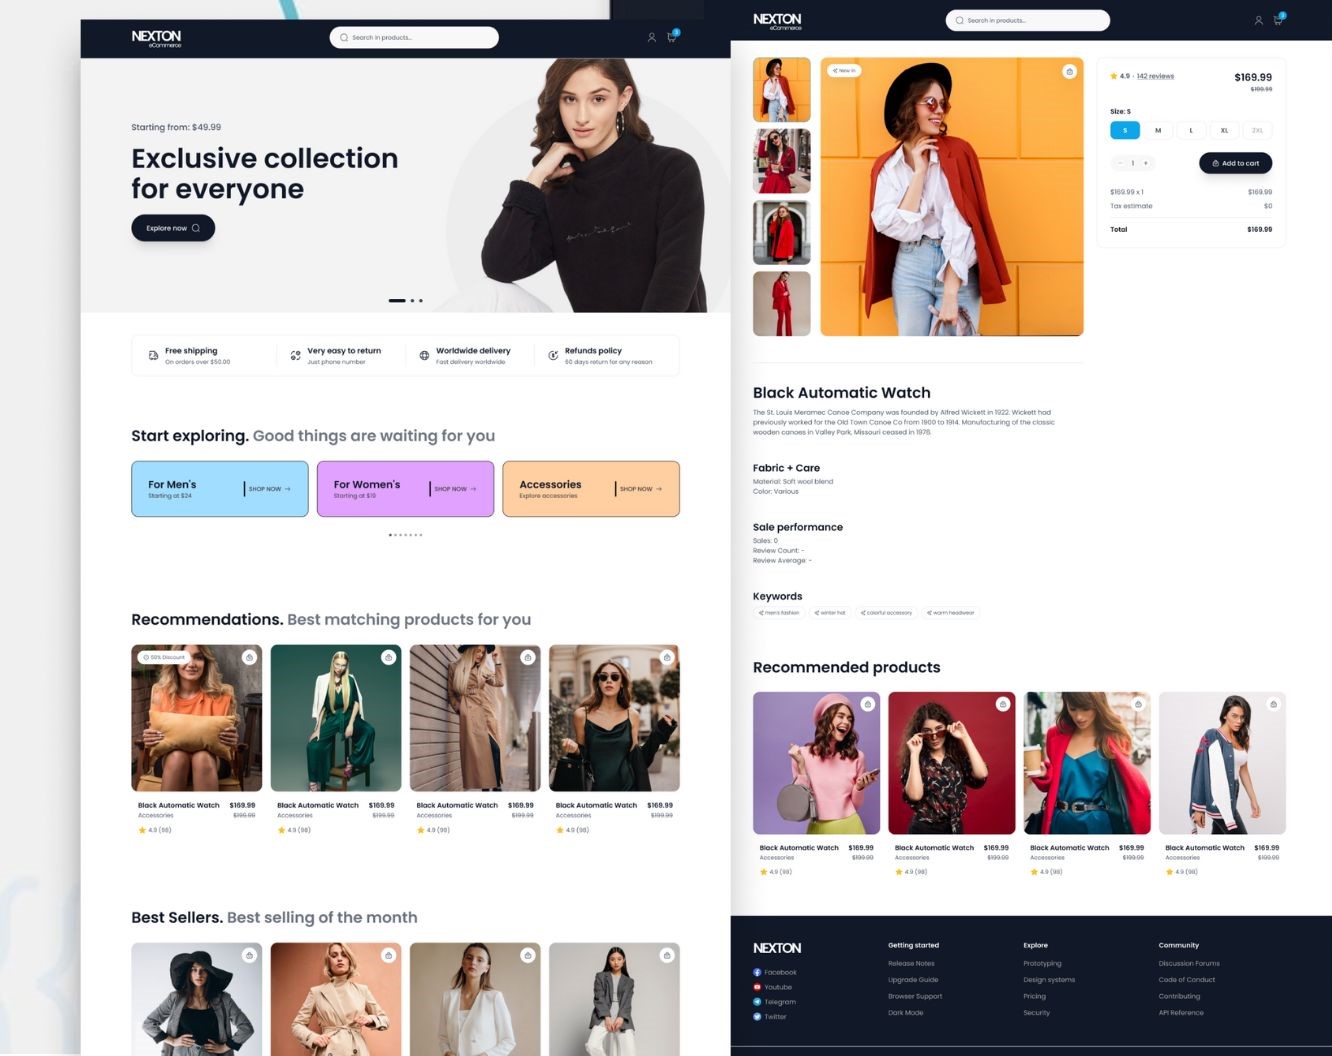 NEXTON
eCommerce
Search in products...
3
Starting from: $49.99
Exclusive collection
for everyone
Explore now
Free shipping
On orders over $50.00
Very easy to return
Just phone number
Worldwide delivery
Fast delivery worldwide
Refunds policy
60 days return for any reason
Start exploring. Good things are waiting for you
For Men's
Starting at $24
SHOP NOW →
For Women's
Starting at $19
SHOP NOW →
Accessories
Explore accessories
SHOP NOW →
Recommendations. Best matching products for you
50% Discount
Black Automatic Watch $169.99
Accessories $199.99
4.9 (98)
Black Automatic Watch $169.99
Accessories $199.99
4.9 (98)
Black Automatic Watch $169.99
Accessories $199.99
4.9 (98)
Black Automatic Watch $169.99
Accessories $199.99
4.9 (98)
Best Sellers. Best selling of the month
NEXTON
eCommerce
Search in products...
3
New in
4.9 · 142 reviews
$169.99
$199.99
Size: S
S M L XL 2XL
− 1 +
Add to cart
$169.99 x 1 $169.99
Tax estimate $0
Total $169.99
Black Automatic Watch
The St. Louis Meramec Canoe Company was founded by Alfred Wickett in 1922. Wickett had
previously worked for the Old Town Canoe Co from 1900 to 1914. Manufacturing of the classic
wooden canoes in Valley Park, Missouri ceased in 1978.
Fabric + Care
Material: Soft wool blend
Color: Various
Sale performance
Sales: 0
Review Count: -
Review Average: -
Keywords
men's fashion winter hat colorful accessory warm headwear
Recommended products
Black Automatic Watch $169.99
Accessories $199.99
4.9 (98)
Black Automatic Watch $169.99
Accessories $199.99
4.9 (98)
Black Automatic Watch $169.99
Accessories $199.99
4.9 (98)
Black Automatic Watch $169.99
Accessories $199.99
4.9 (98)
NEXTON
Facebook
Youtube
Telegram
Twitter
Getting started
Release Notes
Upgrade Guide
Browser Support
Dark Mode
Explore
Prototyping
Design systems
Pricing
Security
Community
Discussion Forums
Code of Conduct
Contributing
API Reference